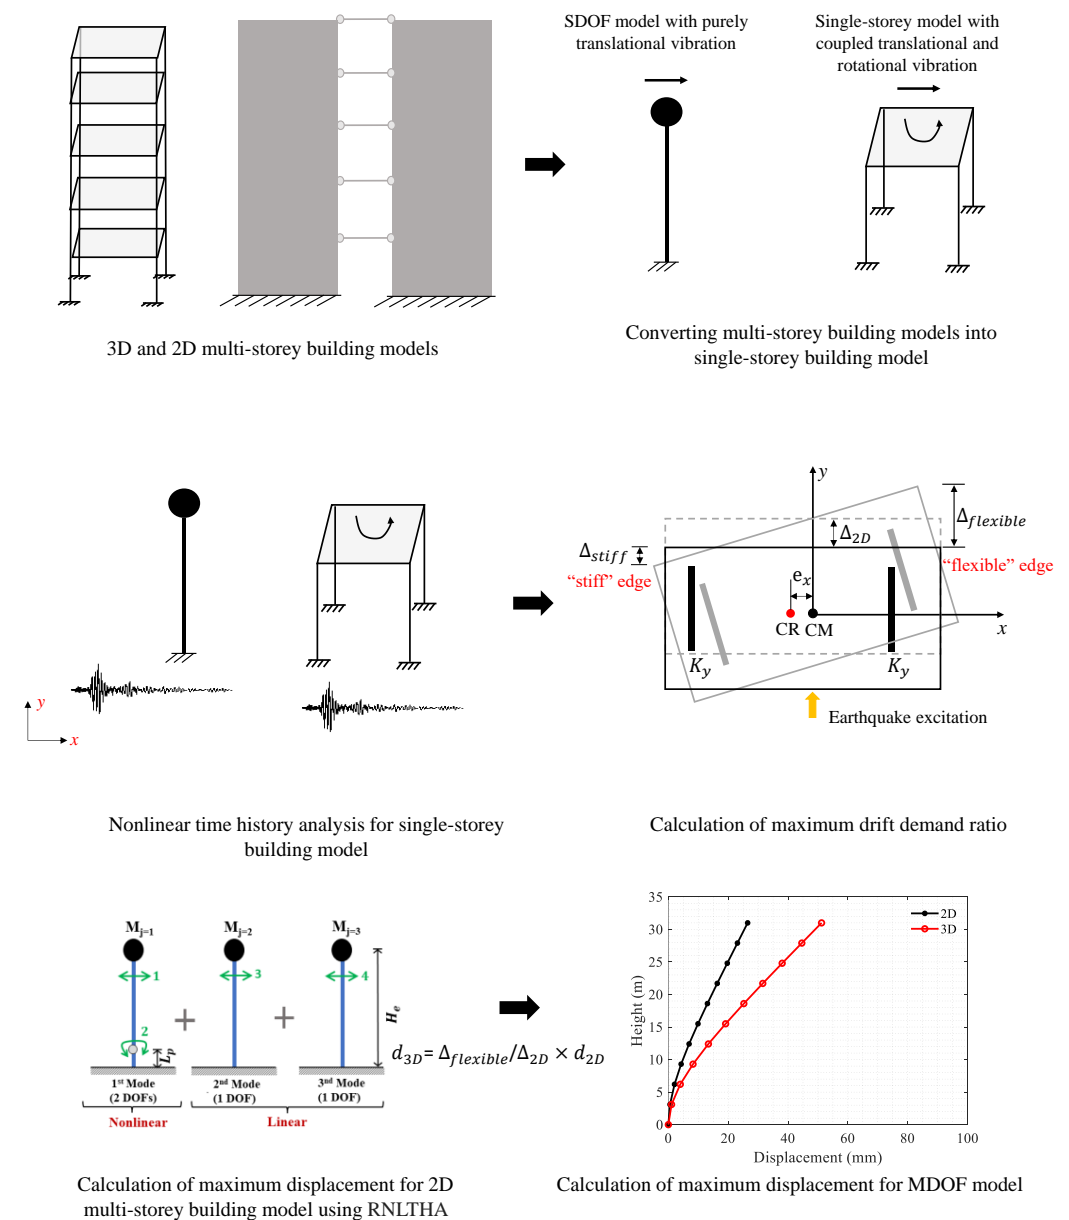 SDOF model with purely
translational vibration
Single-storey model with
coupled translational and
rotational vibration
3D and 2D multi-storey building models
Converting multi-storey building models into
single-storey building model
y
x
y
Δflexible
Δ2D
Δstiff
“stiff” edge
“flexible” edge
ex
CR CM
x
Ky
Ky
Earthquake excitation
Nonlinear time history analysis for single-storey
building model
Calculation of maximum drift demand ratio
Mj=1
Mj=2
Mj=3
1
3
4
2
Lp
He
1st Mode
(2 DOFs)
2nd Mode
(1 DOF)
3nd Mode
(1 DOF)
Nonlinear
Linear
d3D= Δflexible/Δ2D × d2D
35
30
25
20
15
10
5
0
Height (m)
2D
3D
0 20 40 60 80 100
Displacement (mm)
Calculation of maximum displacement for 2D
multi-storey building model using RNLTHA
Calculation of maximum displacement for MDOF model